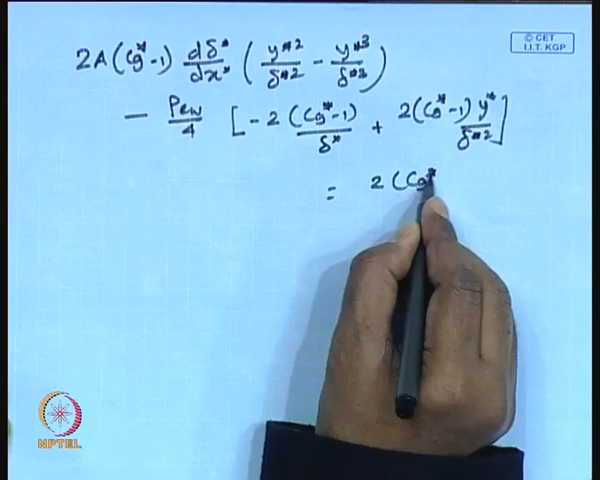 © CET
I.I.T. KGP
2A (Cg* - 1) dδ*/dx* ( y*2/δ*2 - y*3/δ*3 )
- Pew/4 [ - 2 (Cg* - 1)/δ* + 2(Cg* - 1) y*/δ*2 ]
= 2 (Cg*
NPTEL